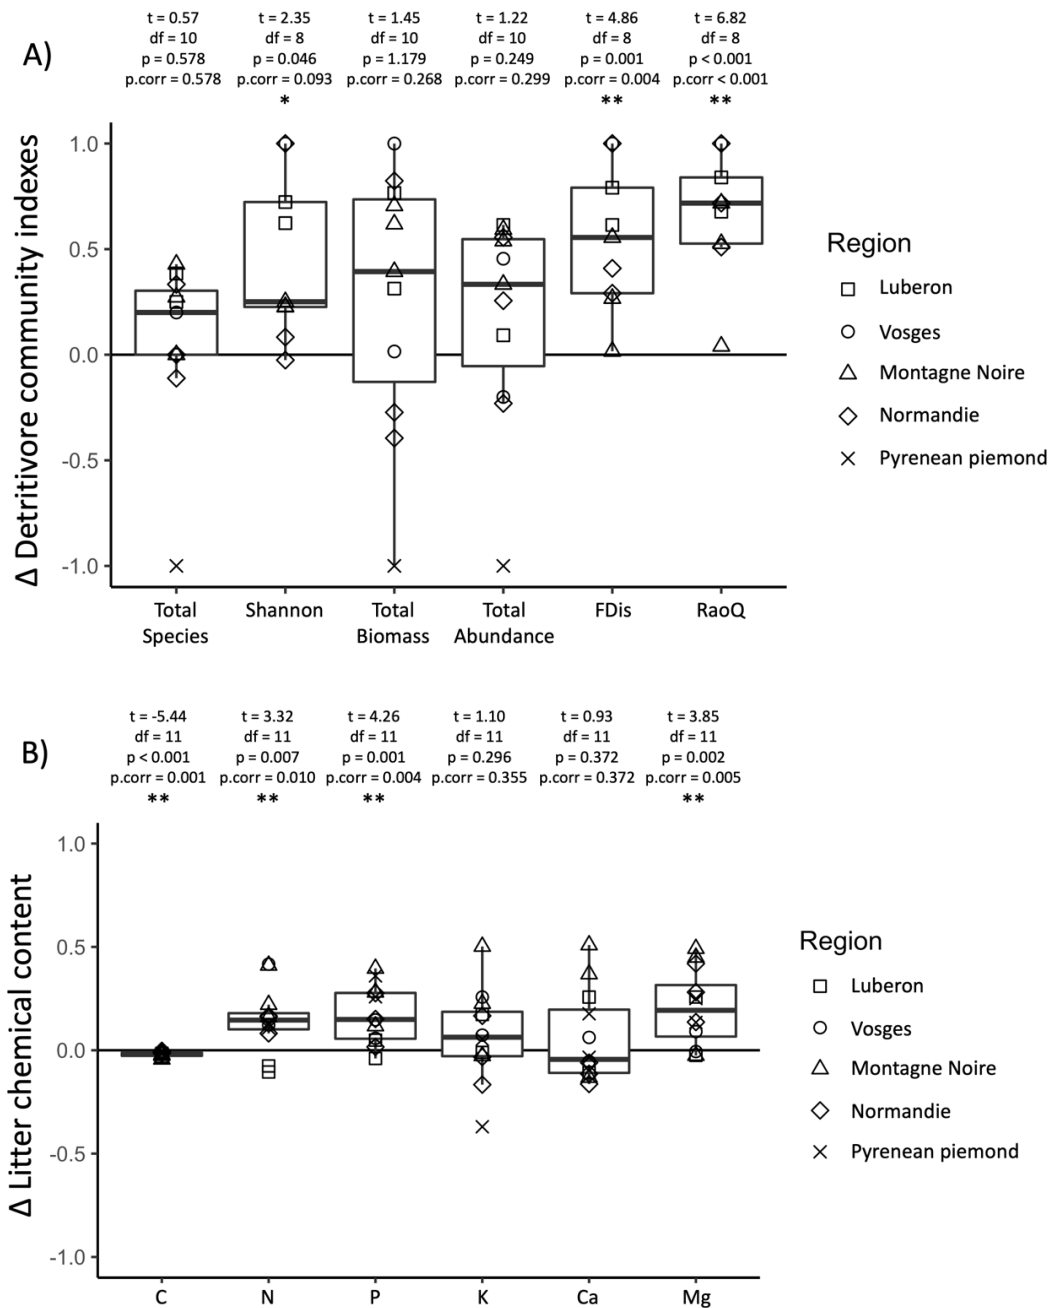 A)
t = 0.57
df = 10
p = 0.578
p.corr = 0.578
t = 2.35
df = 8
p = 0.046
p.corr = 0.093
*
t = 1.45
df = 10
p = 1.179
p.corr = 0.268
t = 1.22
df = 10
p = 0.249
p.corr = 0.299
t = 4.86
df = 8
p = 0.001
p.corr = 0.004
**
t = 6.82
df = 8
p < 0.001
p.corr < 0.001
**
Δ Detritivore community indexes
1.0
0.5
0.0
-0.5
-1.0
Total
Species
Shannon
Total
Biomass
Total
Abundance
FDis
RaoQ
Region
Luberon
Vosges
Montagne Noire
Normandie
Pyrenean piemond
B)
t = -5.44
df = 11
p < 0.001
p.corr = 0.001
**
t = 3.32
df = 11
p = 0.007
p.corr = 0.010
**
t = 4.26
df = 11
p = 0.001
p.corr = 0.004
**
t = 1.10
df = 11
p = 0.296
p.corr = 0.355
t = 0.93
df = 11
p = 0.372
p.corr = 0.372
t = 3.85
df = 11
p = 0.002
p.corr = 0.005
**
Δ Litter chemical content
1.0
0.5
0.0
-0.5
-1.0
C
N
P
K
Ca
Mg
Region
Luberon
Vosges
Montagne Noire
Normandie
Pyrenean piemond